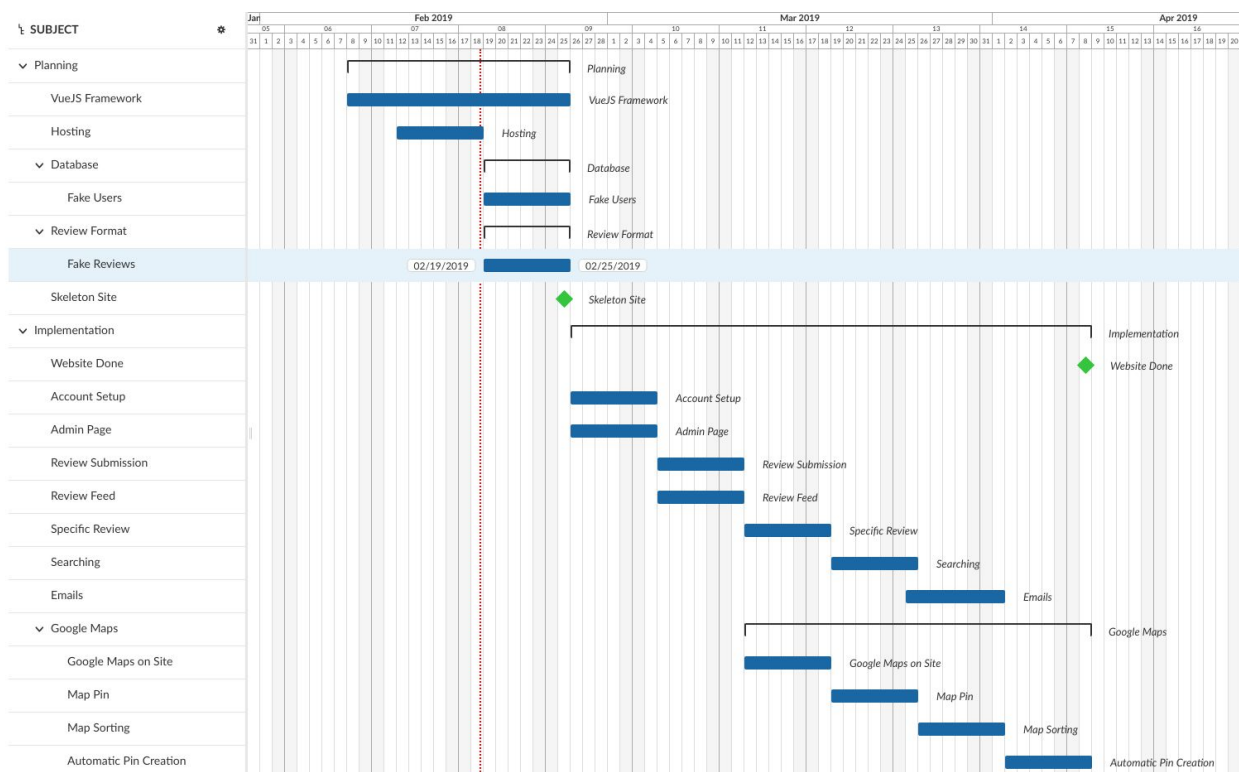 Jan Feb 2019 Mar 2019 Apr 2019
SUBJECT 05 06 07 08 09 10 11 12 13 14 15 16
31 1 2 3 4 5 6 7 8 9 10 11 12 13 14 15 16 17 18 19 20 21 22 23 24 25 26 27 28 1 2 3 4 5 6 7 8 9 10 11 12 13 14 15 16 17 18 19 20 21 22 23 24 25 26 27 28 29 30 31 1 2 3 4 5 6 7 8 9 10 11 12 13 14 15 16 17 18 19 20
Planning Planning
VueJS Framework VueJS Framework
Hosting Hosting
Database Database
Fake Users Fake Users
Review Format Review Format
Fake Reviews 02/19/2019 02/25/2019
Skeleton Site Skeleton Site
Implementation Implementation
Website Done Website Done
Account Setup Account Setup
Admin Page Admin Page
Review Submission Review Submission
Review Feed Review Feed
Specific Review Specific Review
Searching Searching
Emails Emails
Google Maps Google Maps
Google Maps on Site Google Maps on Site
Map Pin Map Pin
Map Sorting Map Sorting
Automatic Pin Creation Automatic Pin Creation